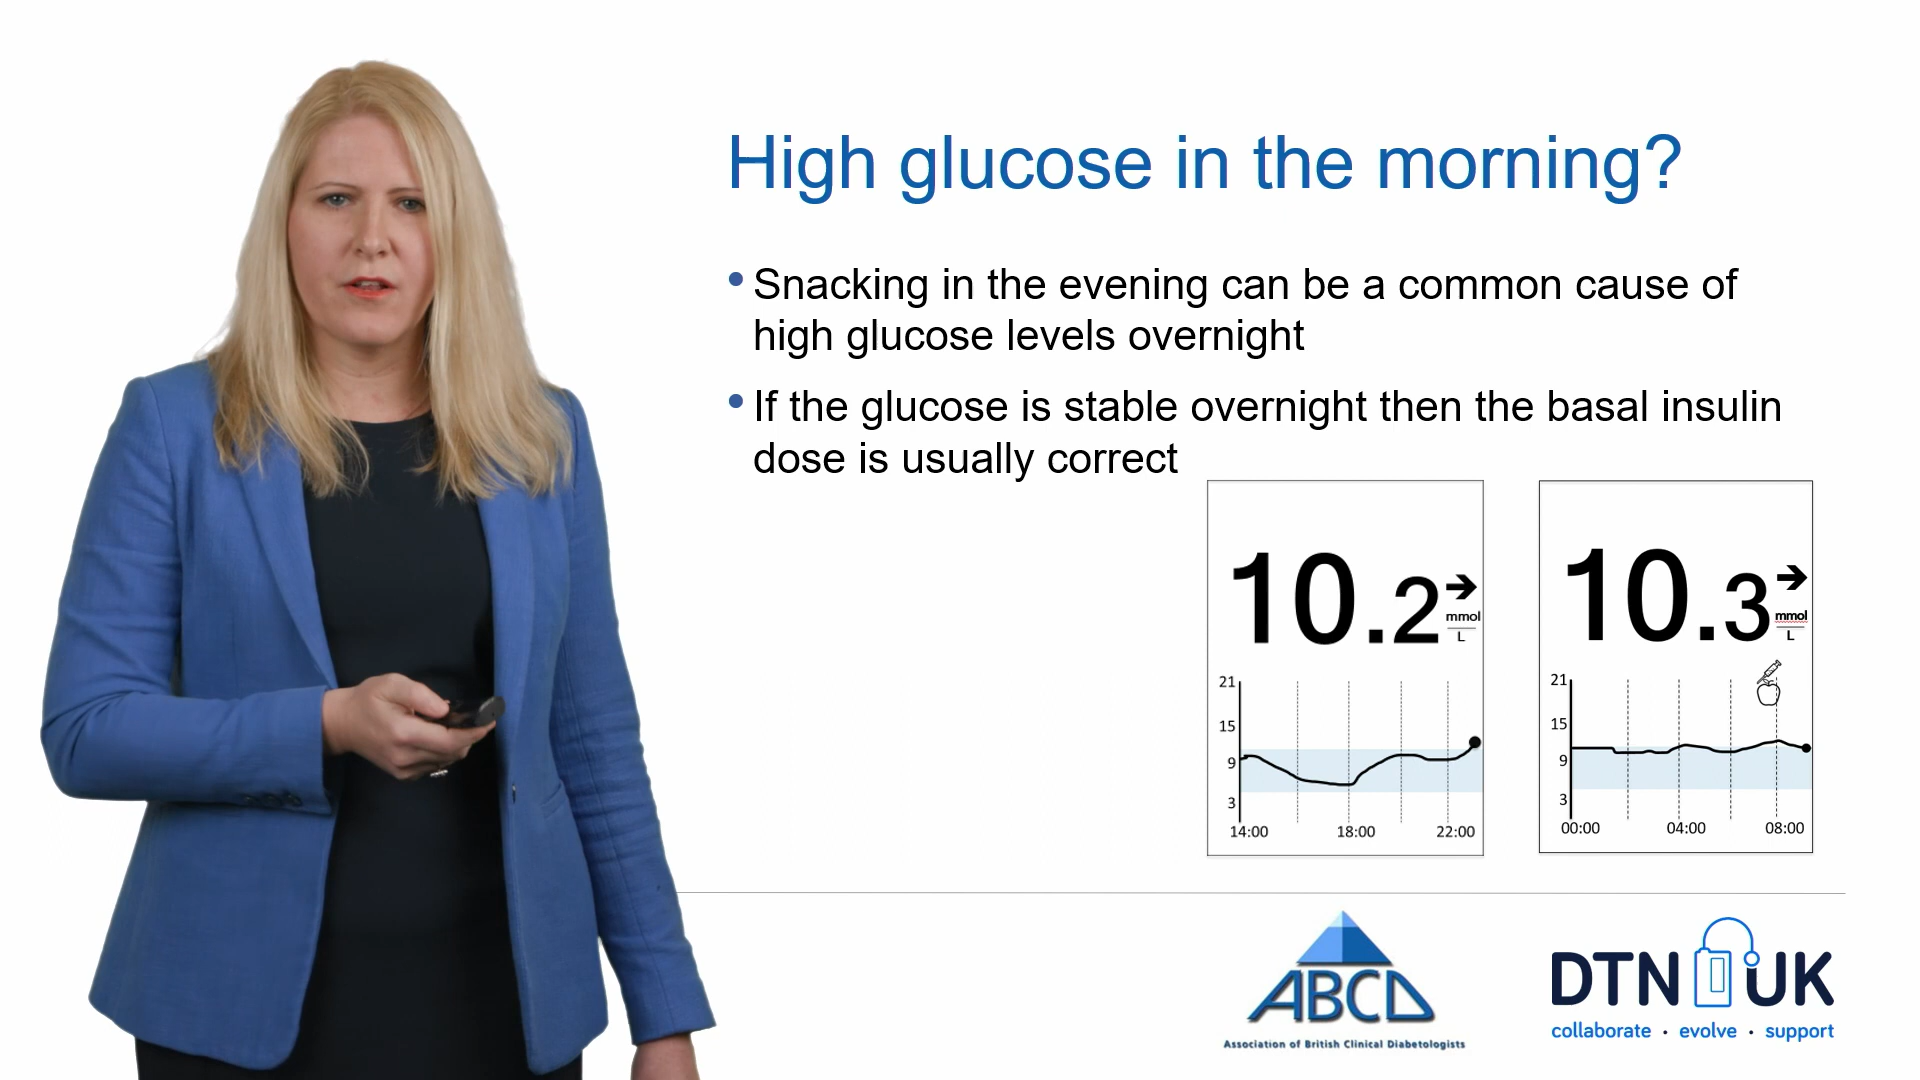 High glucose in the morning?
• Snacking in the evening can be a common cause of
high glucose levels overnight
• If the glucose is stable overnight then the basal insulin
dose is usually correct
10.2➔
mmol
L
21
15
9
3
14:00 18:00 22:00
10.3➔
mmol
L
21
15
9
3
00:00 04:00 08:00
ABCD
Association of British Clinical Diabetologists
DTN UK
collaborate • evolve • support